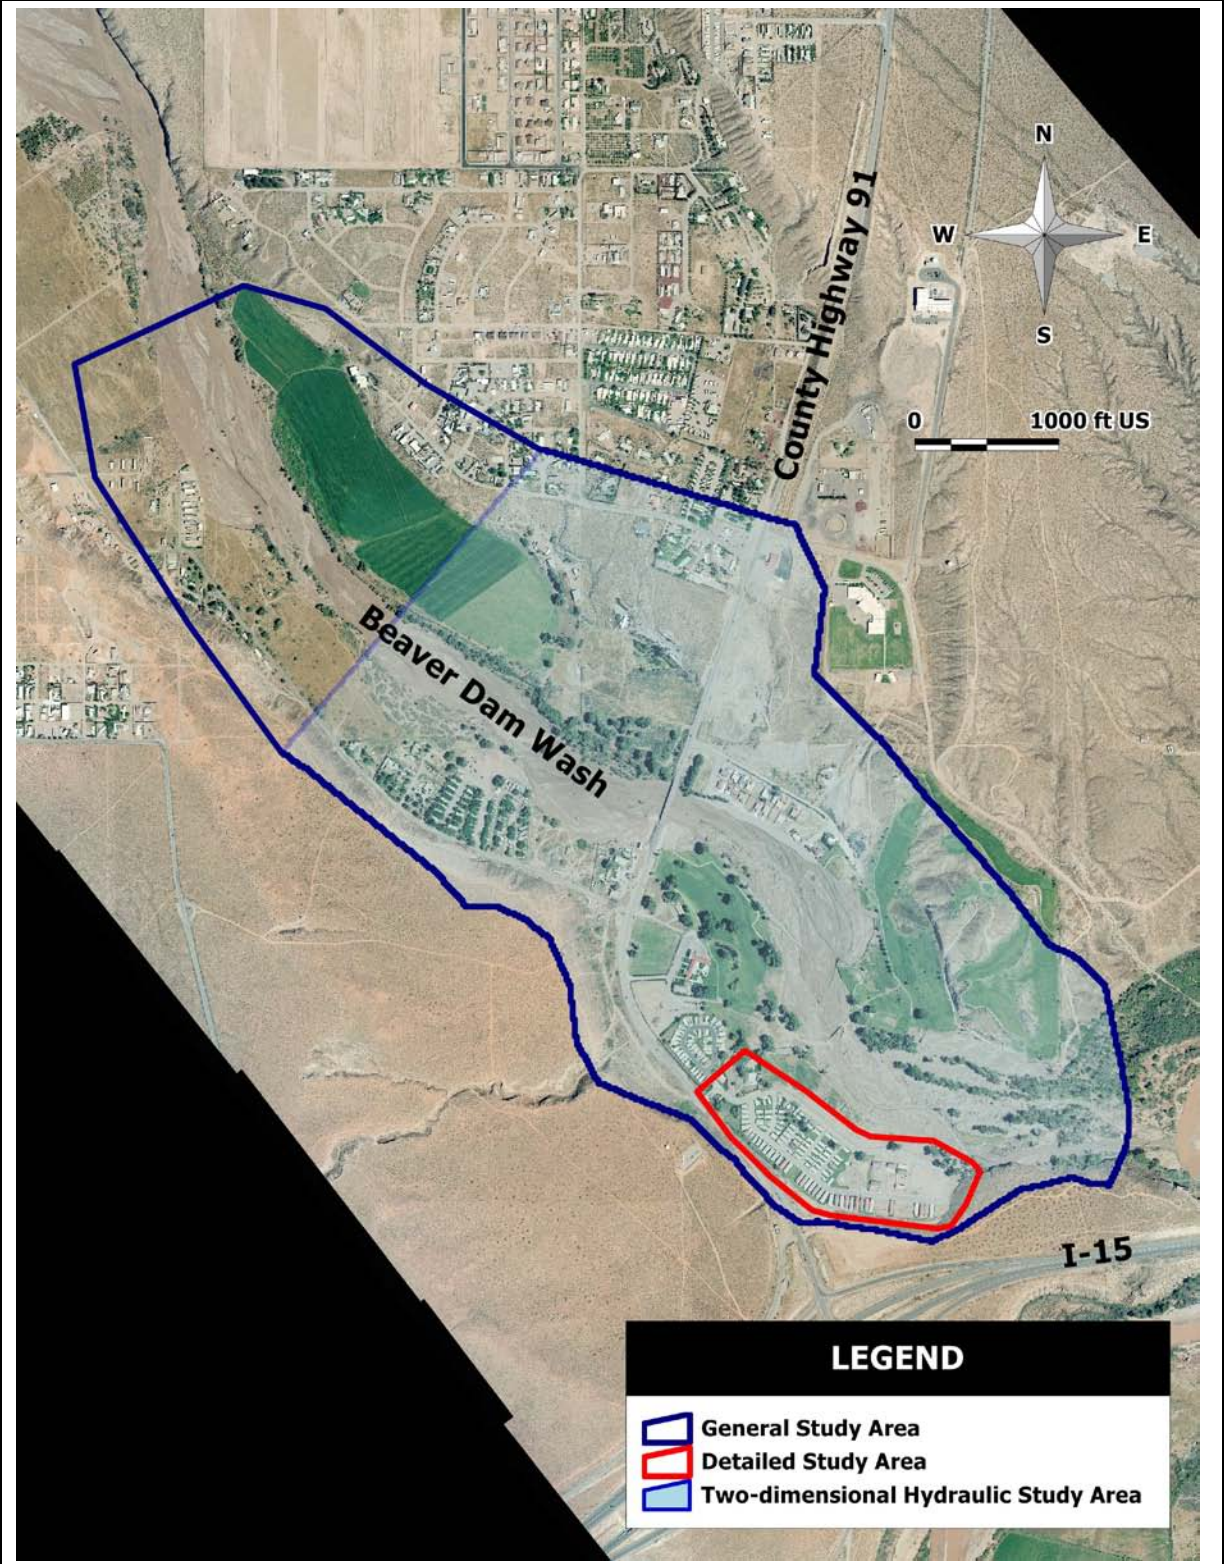 N
W
E
S
County Highway 91
0
1000 ft US
Beaver Dam Wash
I-15
LEGEND
General Study Area
Detailed Study Area
Two-dimensional Hydraulic Study Area